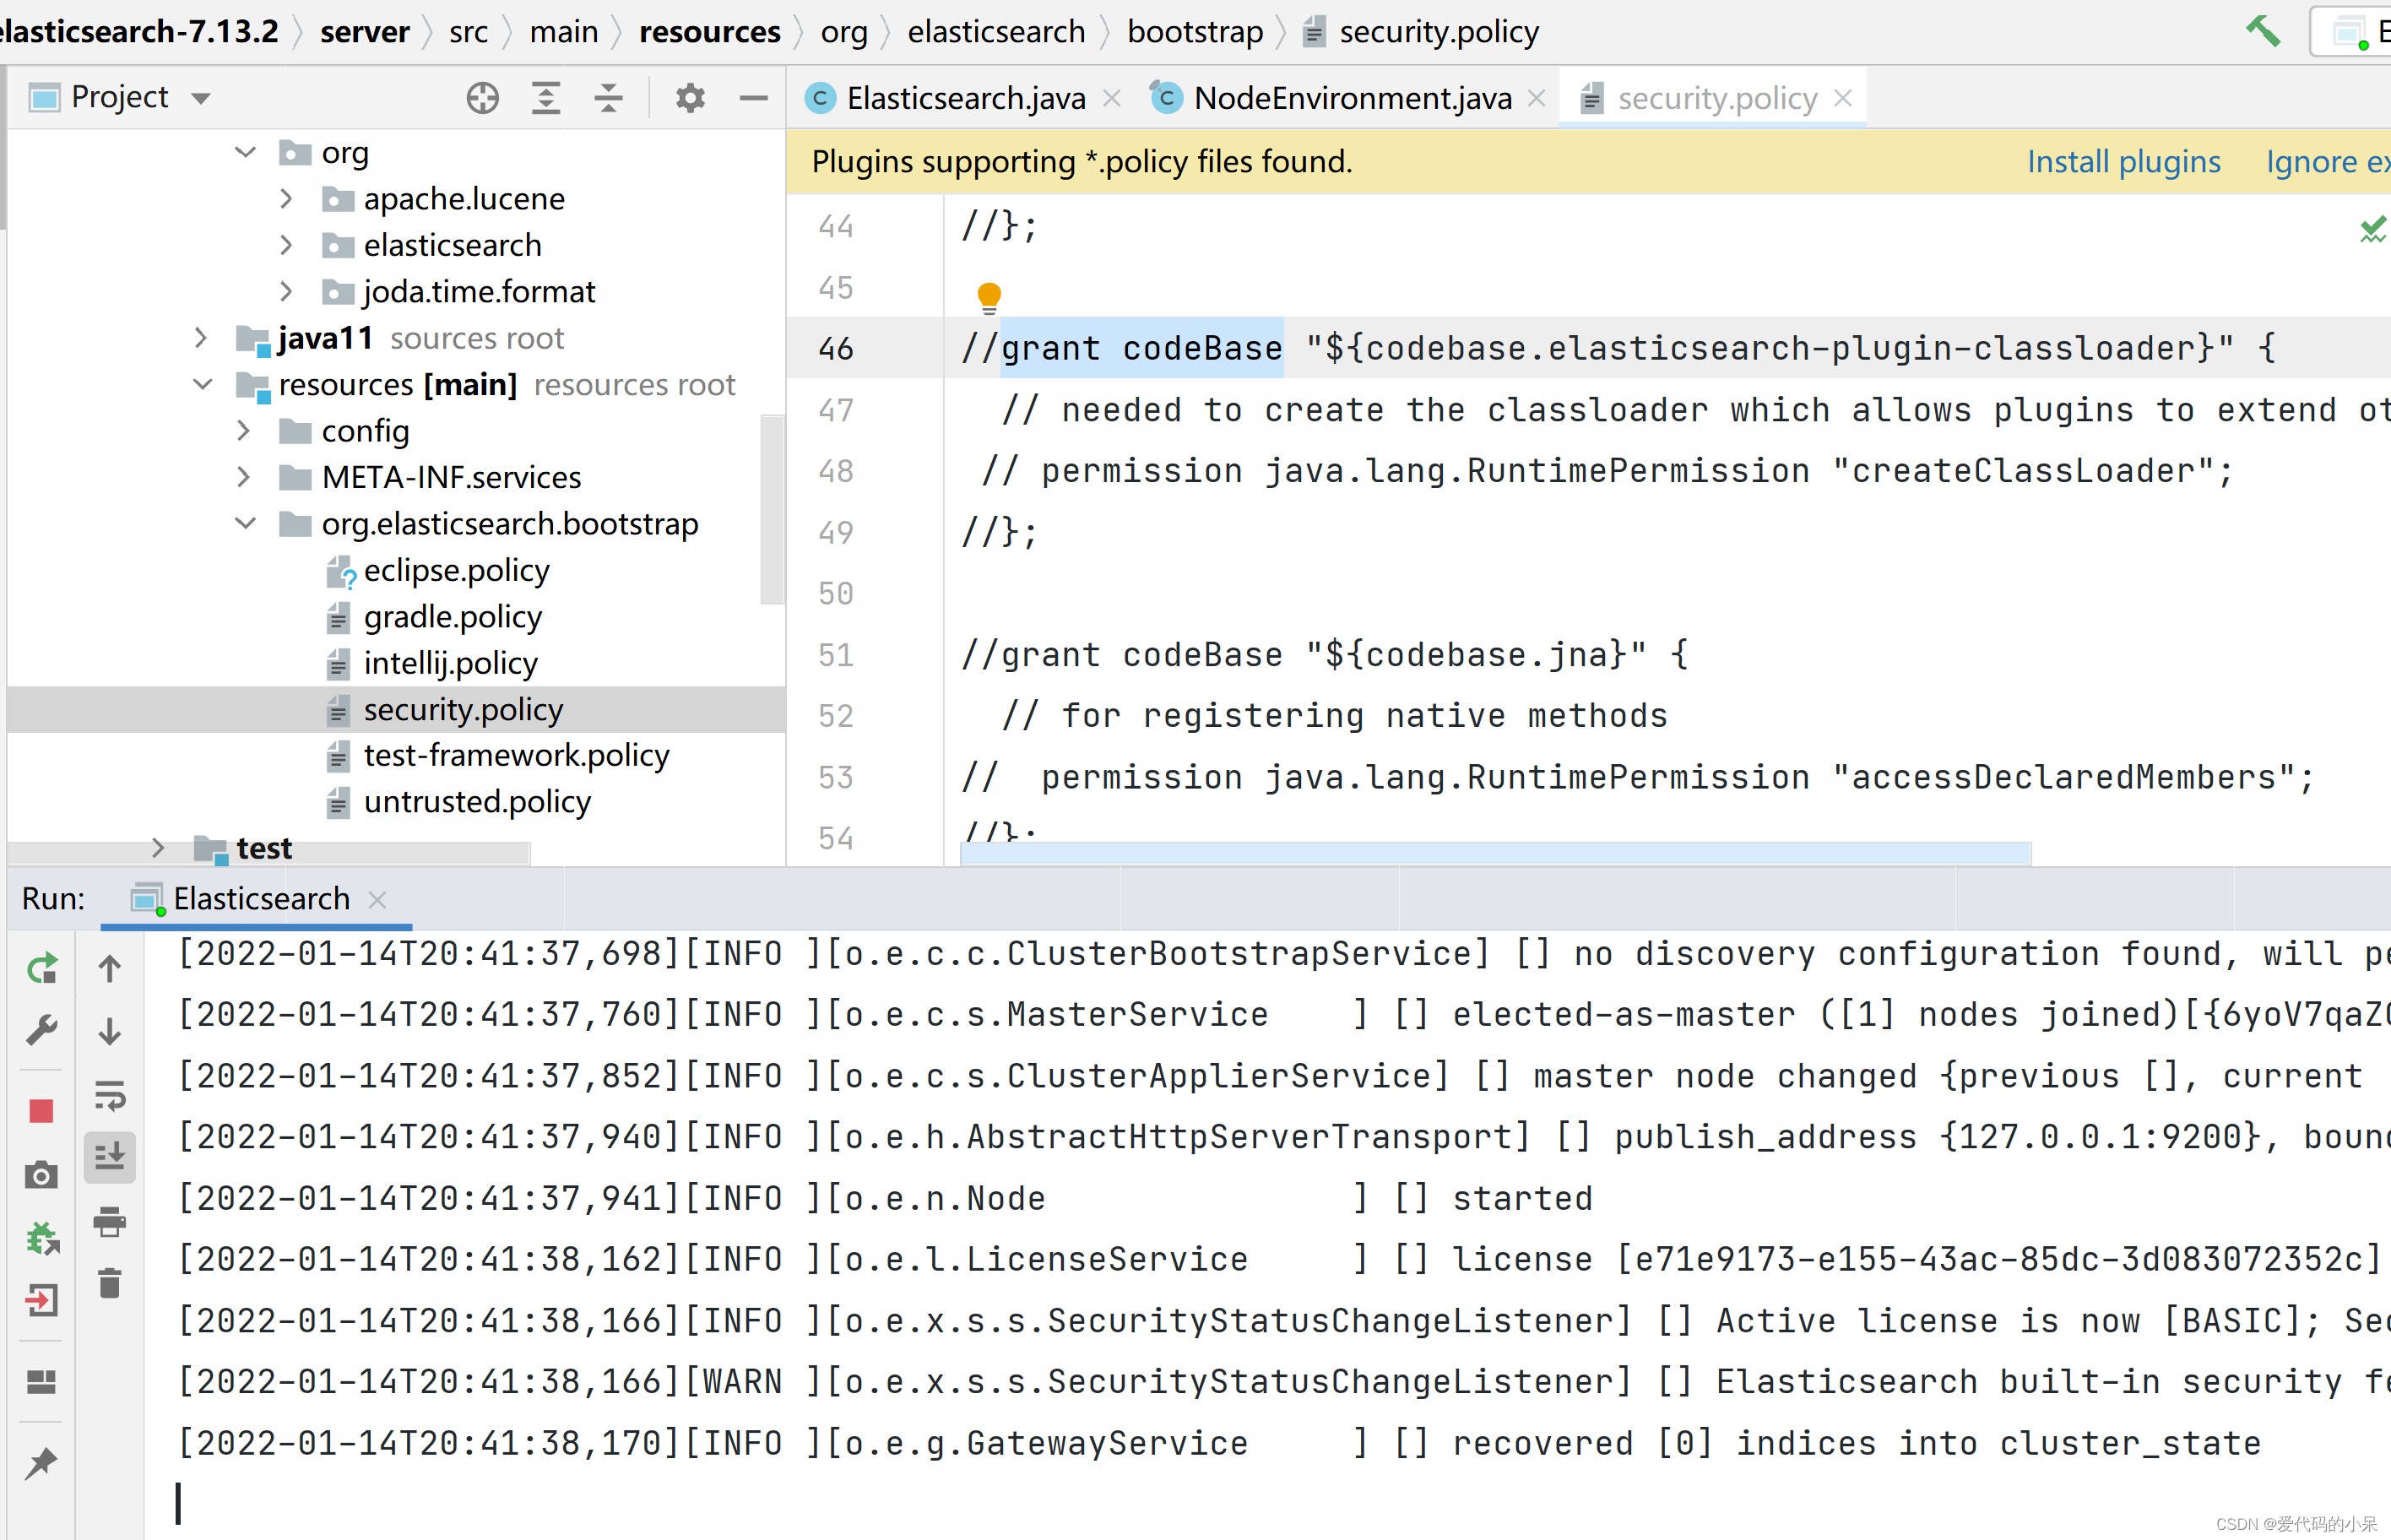 elasticsearch-7.13.2 server src main resources org elasticsearch bootstrap security.policy
Project
Elasticsearch.java NodeEnvironment.java security.policy
Plugins supporting *.policy files found. Install plugins Ignore
org
apache.lucene
elasticsearch
joda.time.format
java11 sources root
resources [main] resources root
config
META-INF.services
org.elasticsearch.bootstrap
eclipse.policy
gradle.policy
intellij.policy
security.policy
test-framework.policy
untrusted.policy
test
44 //};
45
46 //grant codeBase "${codebase.elasticsearch-plugin-classloader}" {
47 // needed to create the classloader which allows plugins to extend
48 // permission java.lang.RuntimePermission "createClassLoader";
49 //};
50
51 //grant codeBase "${codebase.jna}" {
52 // for registering native methods
53 // permission java.lang.RuntimePermission "accessDeclaredMembers";
54 //};
Run: Elasticsearch
[2022-01-14T20:41:37,698][INFO ][o.e.c.c.ClusterBootstrapService] [] no discovery configuration found, will
[2022-01-14T20:41:37,760][INFO ][o.e.c.s.MasterService    ] [] elected-as-master ([1] nodes joined)[{6yoV7qaZ
[2022-01-14T20:41:37,852][INFO ][o.e.c.s.ClusterApplierService] [] master node changed {previous [], current
[2022-01-14T20:41:37,940][INFO ][o.e.h.AbstractHttpServerTransport] [] publish_address {127.0.0.1:9200},
[2022-01-14T20:41:37,941][INFO ][o.e.n.Node               ] [] started
[2022-01-14T20:41:38,162][INFO ][o.e.l.LicenseService     ] [] license [e71e9173-e155-43ac-85dc-3d083072352c]
[2022-01-14T20:41:38,166][INFO ][o.e.x.s.s.SecurityStatusChangeListener] [] Active license is now [BASIC];
[2022-01-14T20:41:38,166][WARN ][o.e.x.s.s.SecurityStatusChangeListener] [] Elasticsearch built-in security
[2022-01-14T20:41:38,170][INFO ][o.e.g.GatewayService     ] [] recovered [0] indices into cluster_state
CSDN @爱代码的小呆